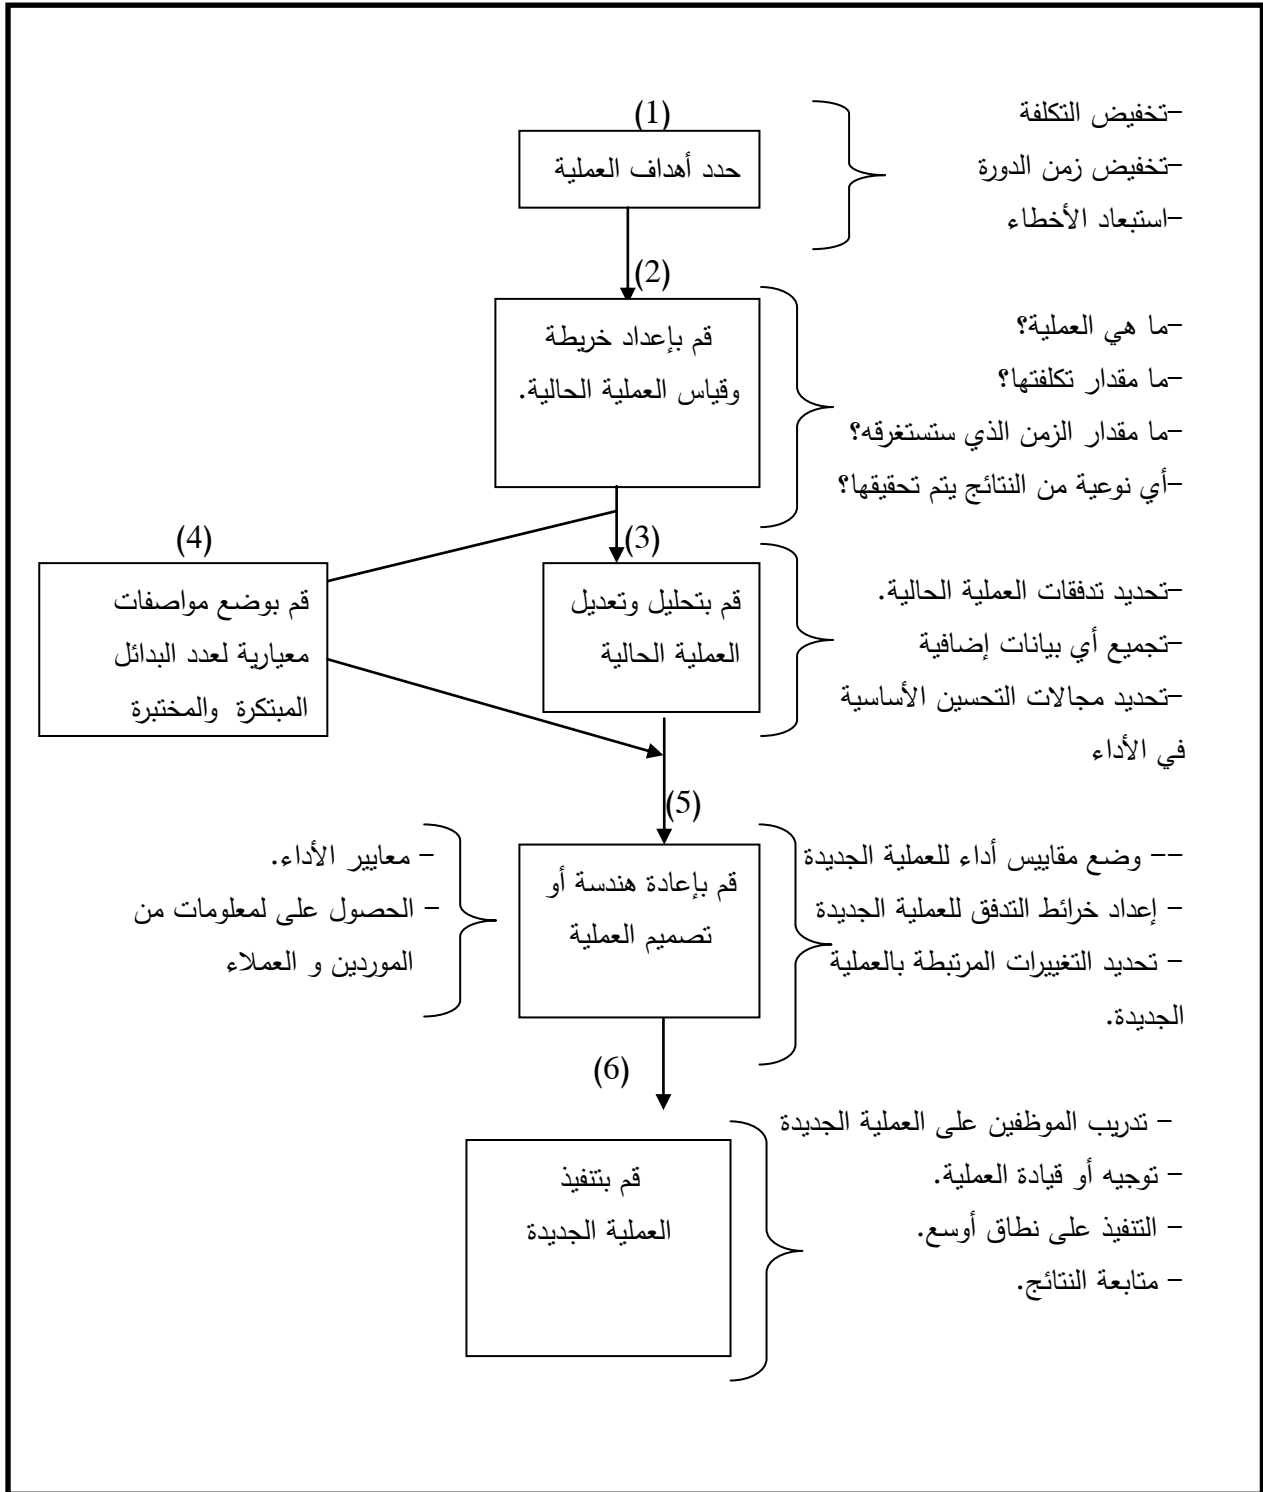 (1)
حدد أهداف العملية
-تخفيض التكلفة
-تخفيض زمن الدورة
-استبعاد الأخطاء
(2)
قم بإعداد خريطة
وقياس العملية الحالية.
-ما هي العملية؟
-ما مقدار تكلفتها؟
-ما مقدار الزمن الذي ستستغرقه؟
-أي نوعية من النتائج يتم تحقيقها؟
(3)
قم بتحليل وتعديل
العملية الحالية
-تحديد تدفقات العملية الحالية.
-تجميع أي بيانات إضافية
-تحديد مجالات التحسين الأساسية
في الأداء
(4)
قم بوضع مواصفات
معيارية لعدد البدائل
المبتكرة والمختبرة
(5)
قم بإعادة هندسة أو
تصميم العملية
-- وضع مقاييس أداء للعملية الجديدة
- إعداد خرائط التدفق للعملية الجديدة
- تحديد التغييرات المرتبطة بالعملية
الجديدة.
- معايير الأداء.
- الحصول على لمعلومات من
الموردين و العملاء
(6)
قم بتنفيذ
العملية الجديدة
- تدريب الموظفين على العملية الجديدة
- توجيه أو قيادة العملية.
- التنفيذ على نطاق أوسع.
- متابعة النتائج.